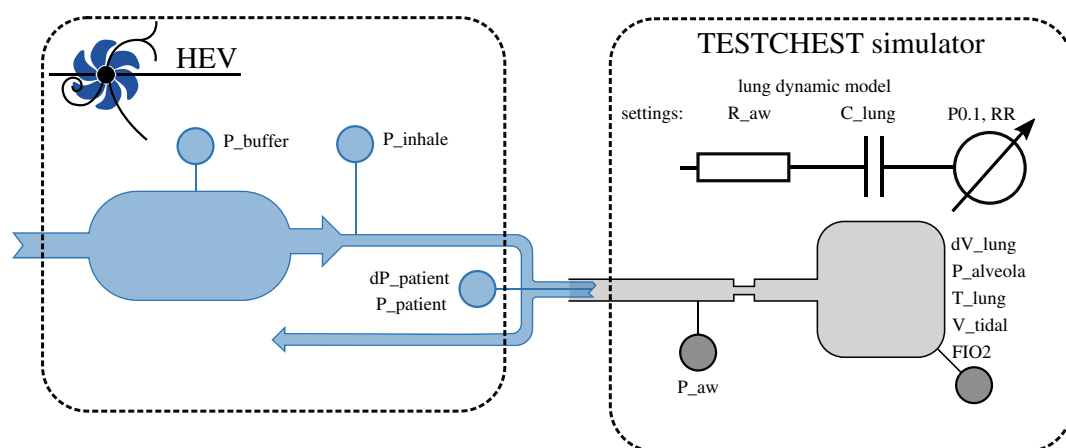 HEV
P_buffer
P_inhale
dP_patient
P_patient
TESTCHEST simulator
lung dynamic model
settings: R_aw C_lung P0.1, RR
dV_lung
P_alveola
T_lung
V_tidal
FIO2
P_aw